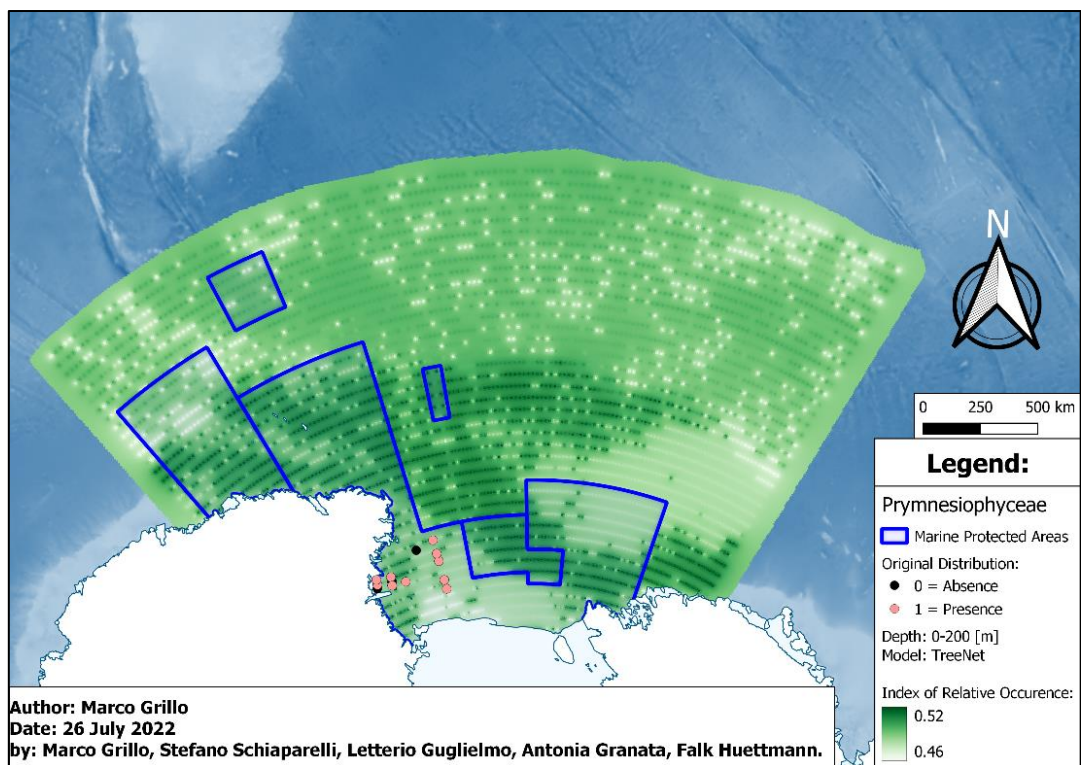 N
0 250 500 km
Legend:
Prymnesiophyceae
Marine Protected Areas
Original Distribution:
0 = Absence
1 = Presence
Depth: 0-200 [m]
Model: TreeNet
Index of Relative Occurence:
0.52
0.46
Author: Marco Grillo
Date: 26 July 2022
by: Marco Grillo, Stefano Schiaparelli, Letterio Guglielmo, Antonia Granata, Falk Huettmann.